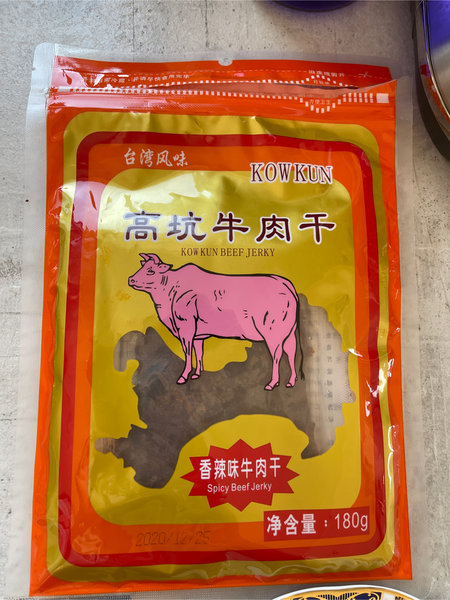 台湾风味
KOWKUN
高坑牛肉干
KOWKUN BEEF JERKY
香辣味牛肉干
Spicy Beef Jerky
净含量：180g
2020/12/25